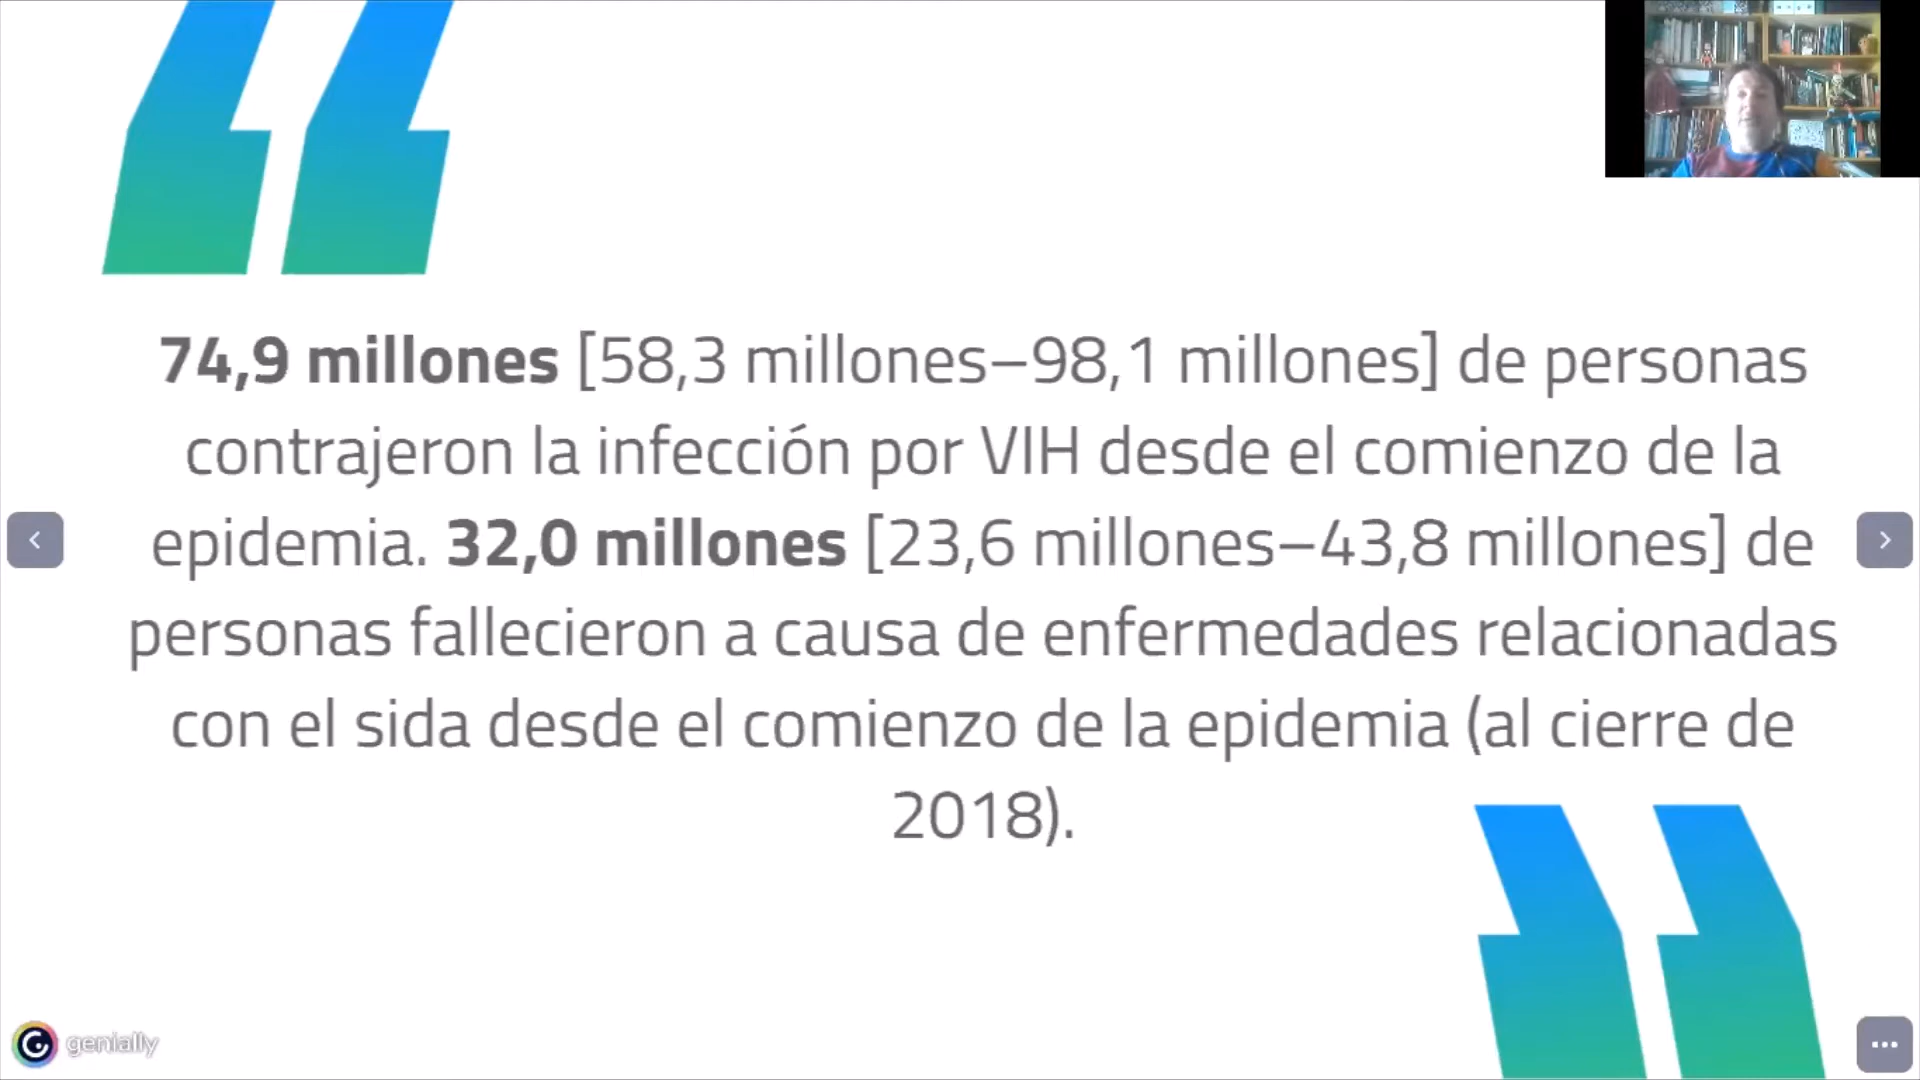 74,9 millones [58,3 millones–98,1 millones] de personas
contrajeron la infección por VIH desde el comienzo de la
epidemia. 32,0 millones [23,6 millones–43,8 millones] de
personas fallecieron a causa de enfermedades relacionadas
con el sida desde el comienzo de la epidemia (al cierre de
2018).
genially